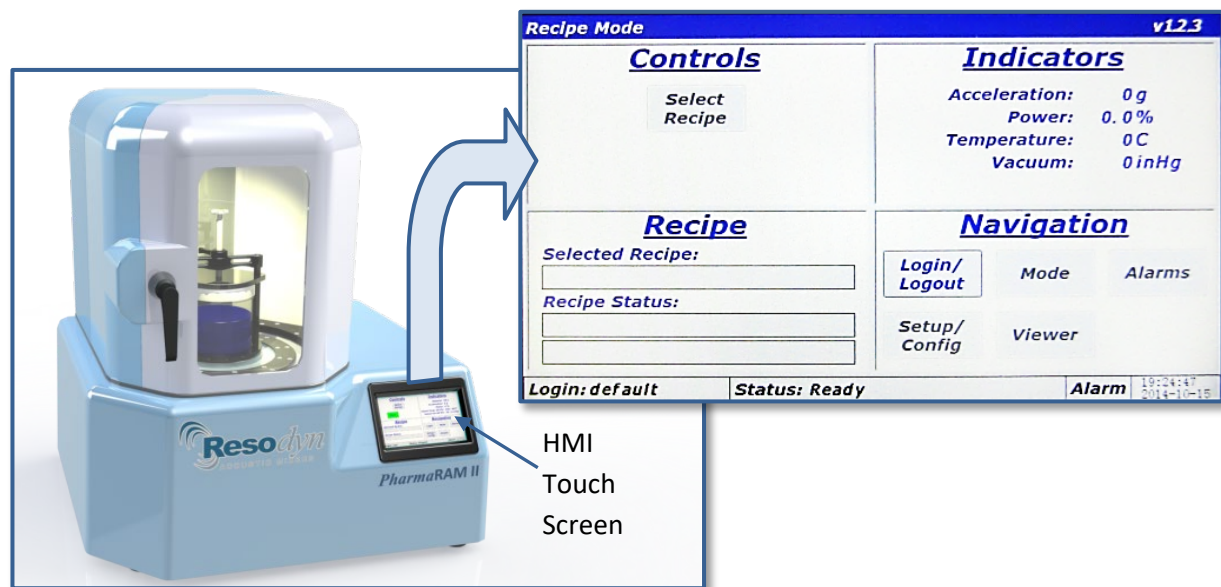 Recipe Mode v1.2.3
Controls
Select
Recipe
Indicators
Acceleration: 0 g
Power: 0.0%
Temperature: 0 C
Vacuum: 0 inHg
Recipe
Selected Recipe:
Recipe Status:
Navigation
Login/
Logout
Mode
Alarms
Setup/
Config
Viewer
Login: default Status: Ready Alarm 19:24:47
2014-10-15
Resodyn
ACOUSTIC MIXERS
PharmaRAM II
HMI
Touch
Screen